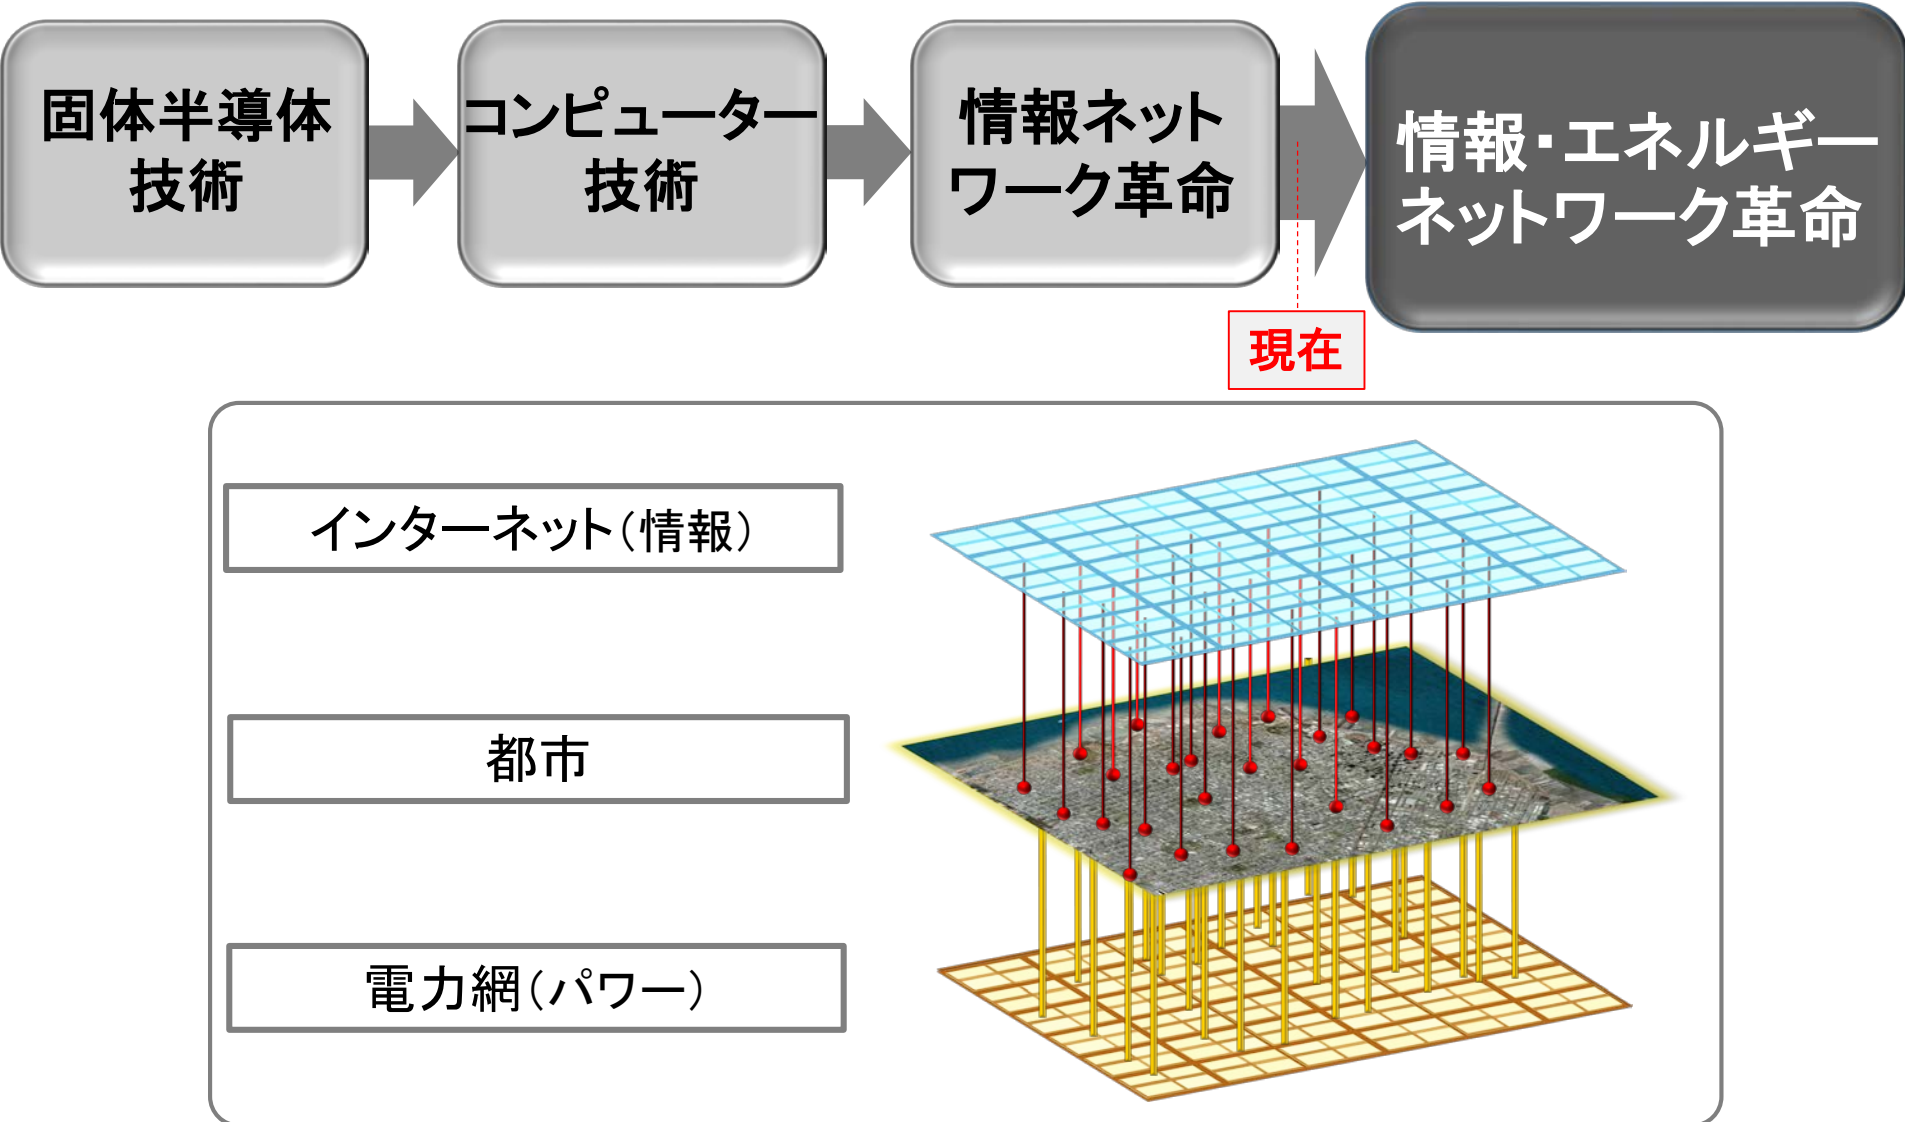 固体半導体
技術
コンピューター
技術
情報ネット
ワーク革命
情報・エネルギー
ネットワーク革命
現在
インターネット（情報）
都市
電力網（パワー）